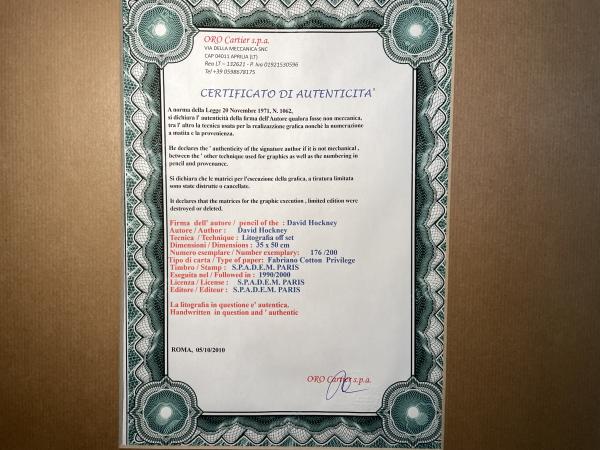 ORO Cartier s.p.a.
VIA DELLA MECCANICA SNC
CAP 04011 APRILIA (LT)
Rea LT – 132621 - P. Iva 01921530596
Tel +39 0598678175
CERTIFICATO DI AUTENTICITA'
A norma della Legge 20 Novembre 1971, N. 1062,
si dichiara l' autenticità della firma dell'Autore qualora fosse non meccanica,
tra l' altro la tecnica usata per la realizazzione grafica nonchè la numerazione
a matita e la provenienza.
He declares the ' authenticity of the signature author if it is not mechanical ,
between the ' other technique used for graphics as well as the numbering in
pencil and provenance.
Si dichiara che le matrici per l'esecuzione della grafica, a tiratura limitata
sono state distrutte o cancellate.
It declares that the matrices for the graphic execution , limited edition were
destroyed or deleted.
Firma dell' autore / pencil of the : David Hockney
Autore / Author : David Hockney
Tecnica / Technique : Litografia off set
Dimensioni / Dimensions : 35 x 50 cm
Numero esemplare / Number exemplary: 176 /200
Tipo di carta / Type of paper: Fabriano Cotton Privilege
Timbro / Stamp : S.P.A.D.E.M. PARIS
Eseguita nel / Followed in : 1990/2000
Licenza / License : S.P.A.D.E.M. PARIS
Editore / Editeur : S.P.A.D.E.M. PARIS
La litografia in questione e' autentica.
Handwritten in question and ' authentic
ROMA, 05/10/2010
ORO Cartier s.p.a.